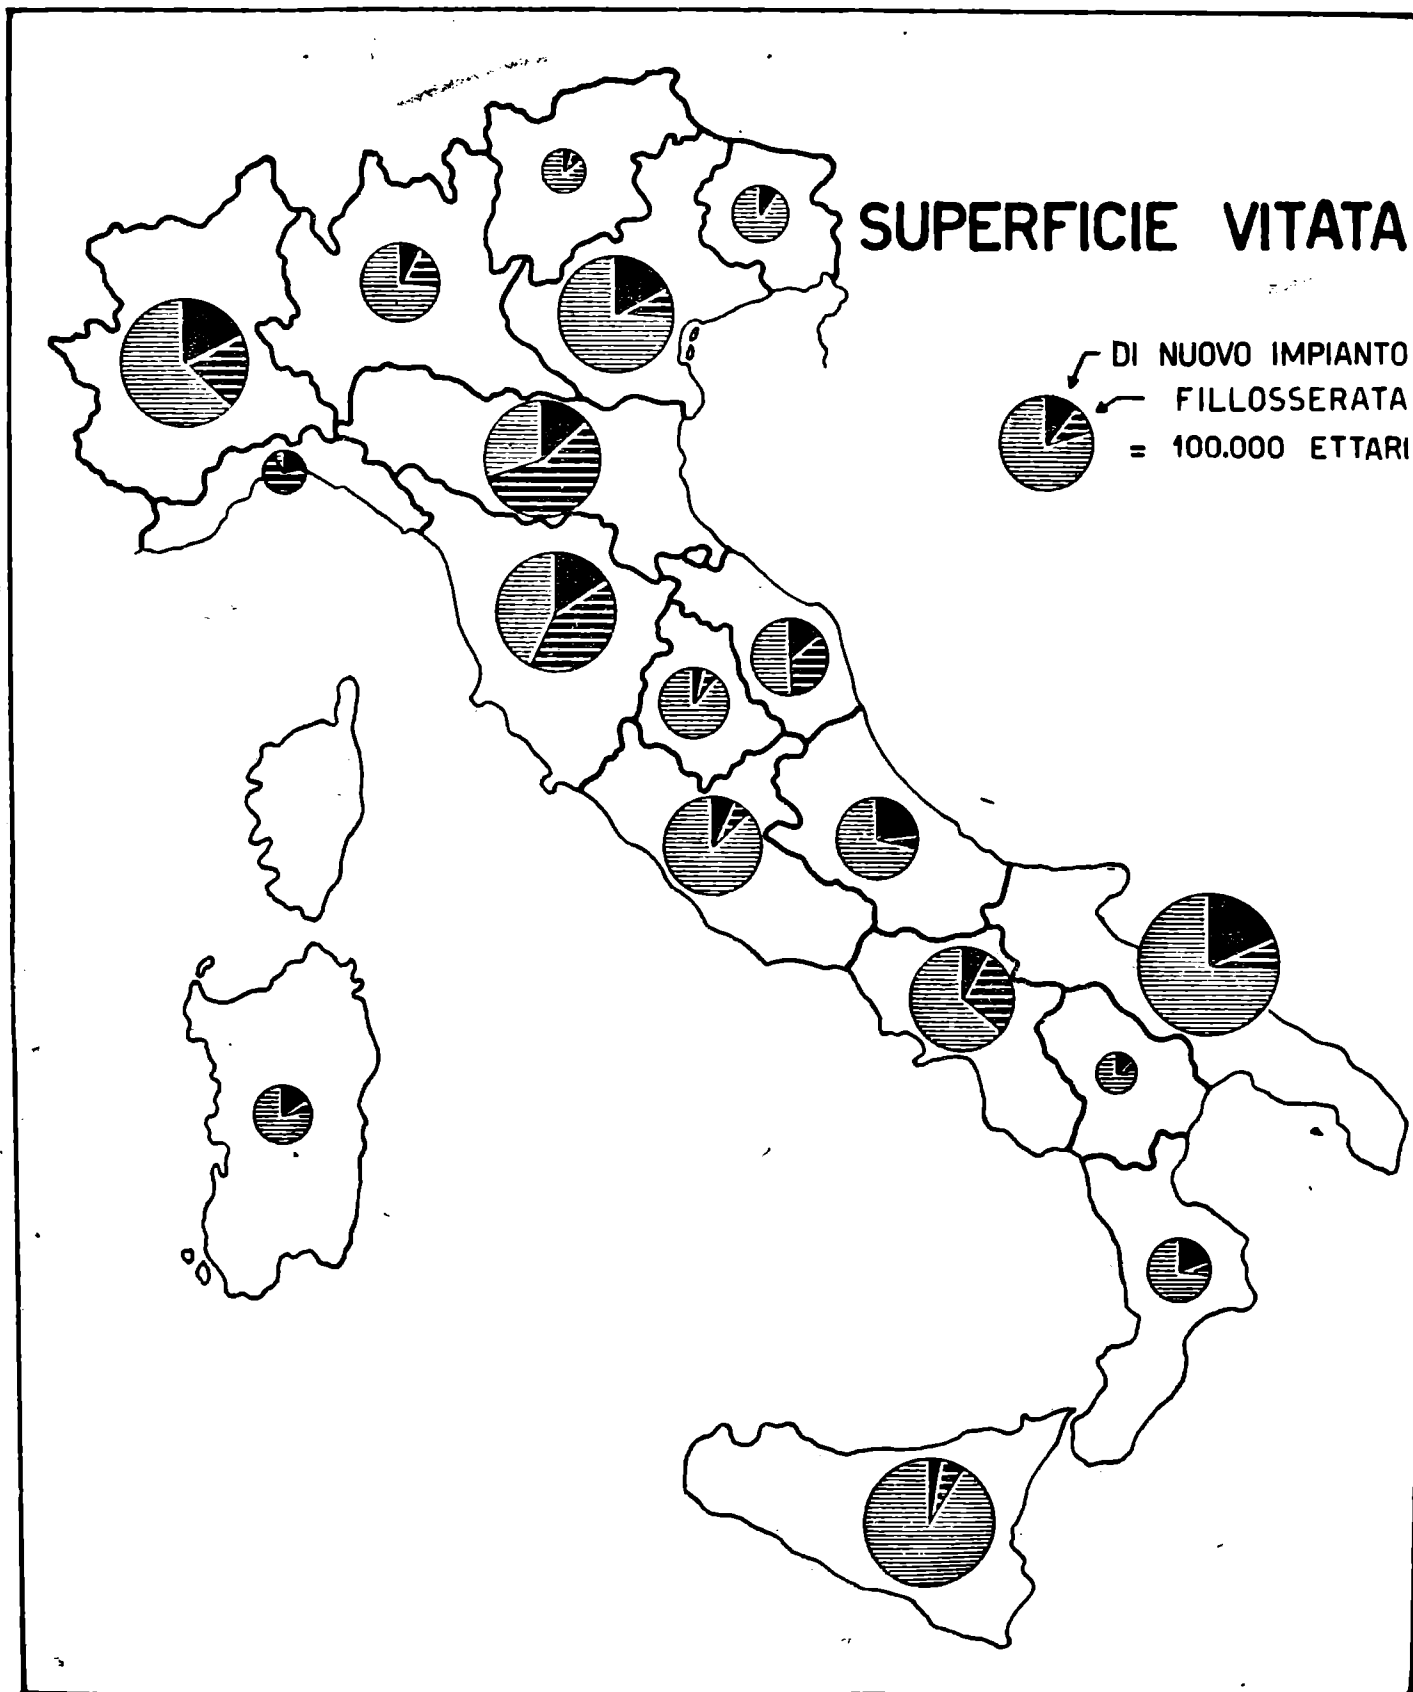 SUPERFICIE VITATA
DI NUOVO IMPIANTO
FILLOSSERATA
= 100.000 ETTARI